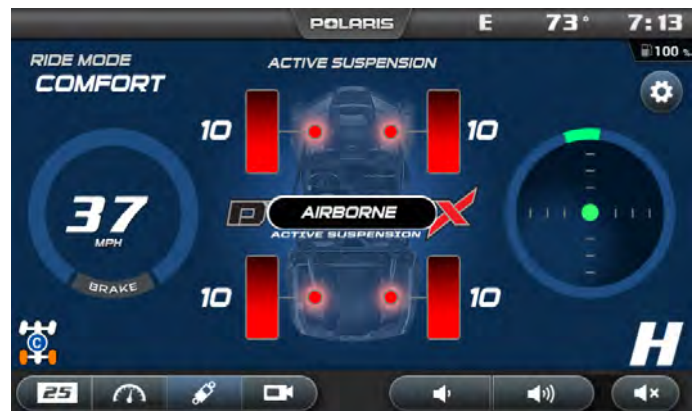 POLARIS E 73° 7:13
100 %
RIDE MODE
COMFORT
ACTIVE SUSPENSION
10 10
37
MPH
BRAKE
AIRBORNE
ACTIVE SUSPENSION
10 10
C
H
25